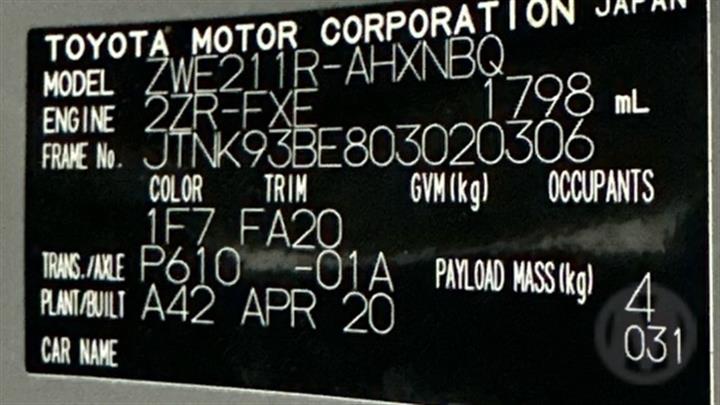 TOYOTA MOTOR CORPORATION JAPAN
MODEL ZWE211R-AHXNBQ
ENGINE 2ZR-FXE 1798 mL
FRAME No. JTNK93BE803020306
COLOR TRIM GVM(kg) OCCUPANTS
1F7 FA20
TRANS./AXLE P610 -01A PAYLOAD MASS(kg) 4
PLANT/BUILT A42 APR 20
CAR NAME 031